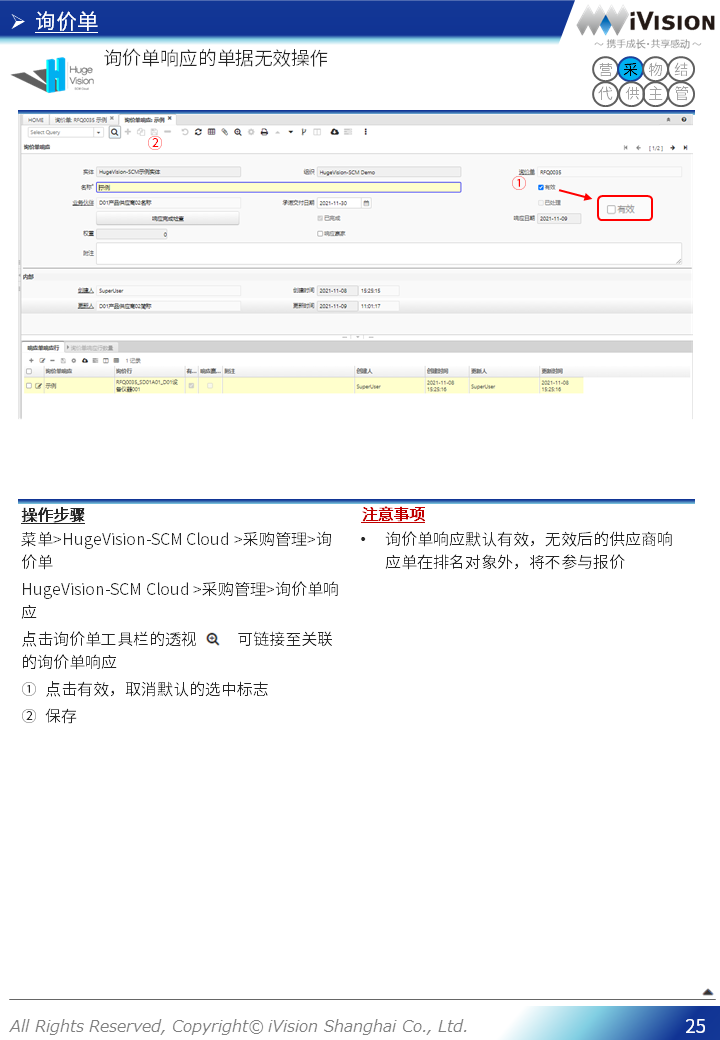 ➢ 询价单
iVision
～ 携手成长·共享感动 ～
Huge
Vision
SCM Cloud
询价单响应的单据无效操作
营 采 物 结
代 供 主 管
HOME 询价单: RFQ0035 示例 询价单响应: 示例
Select Query
②
询价单响应
[1/2]
实体 HugeVision-SCM示例实体 组织 HugeVision-SCM Demo 询价单 RFQ0035
①
名称* 示例 有效
有效
业务伙伴 D01产品供应商02名称 承诺交付日期 2021-11-30 已处理
响应完成检查 已完成 响应日期 2021-11-09
权重 0 响应赢家
附注
内部
创建人 SuperUser 创建时间 2021-11-08 15:25:15
更新人 D01产品供应商02简称 更新时间 2021-11-09 11:01:17
响应单响应行 询价单响应行数量
1记录
询价单响应 询价行 有... 响应赢... 附注 创建人 创建时间 更新人 更新时间
示例 RFQ0035_SD01A01_D01设备仪器001 SuperUser 2021-11-08 15:25:16 SuperUser 2021-11-08 15:25:16
操作步骤
菜单>HugeVision-SCM Cloud >采购管理>询
价单
HugeVision-SCM Cloud >采购管理>询价单响
应
点击询价单工具栏的透视 可链接至关联
的询价单响应
① 点击有效，取消默认的选中标志
② 保存
注意事项
• 询价单响应默认有效，无效后的供应商响
应单在排名对象外，将不参与报价
All Rights Reserved, Copyright© iVision Shanghai Co., Ltd.
25